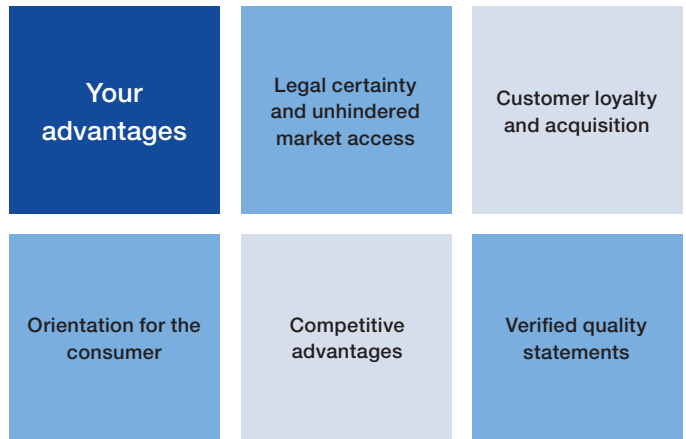 Your
advantages
Legal certainty
and unhindered
market access
Customer loyalty
and acquisition
Orientation for the
consumer
Competitive
advantages
Verified quality
statements